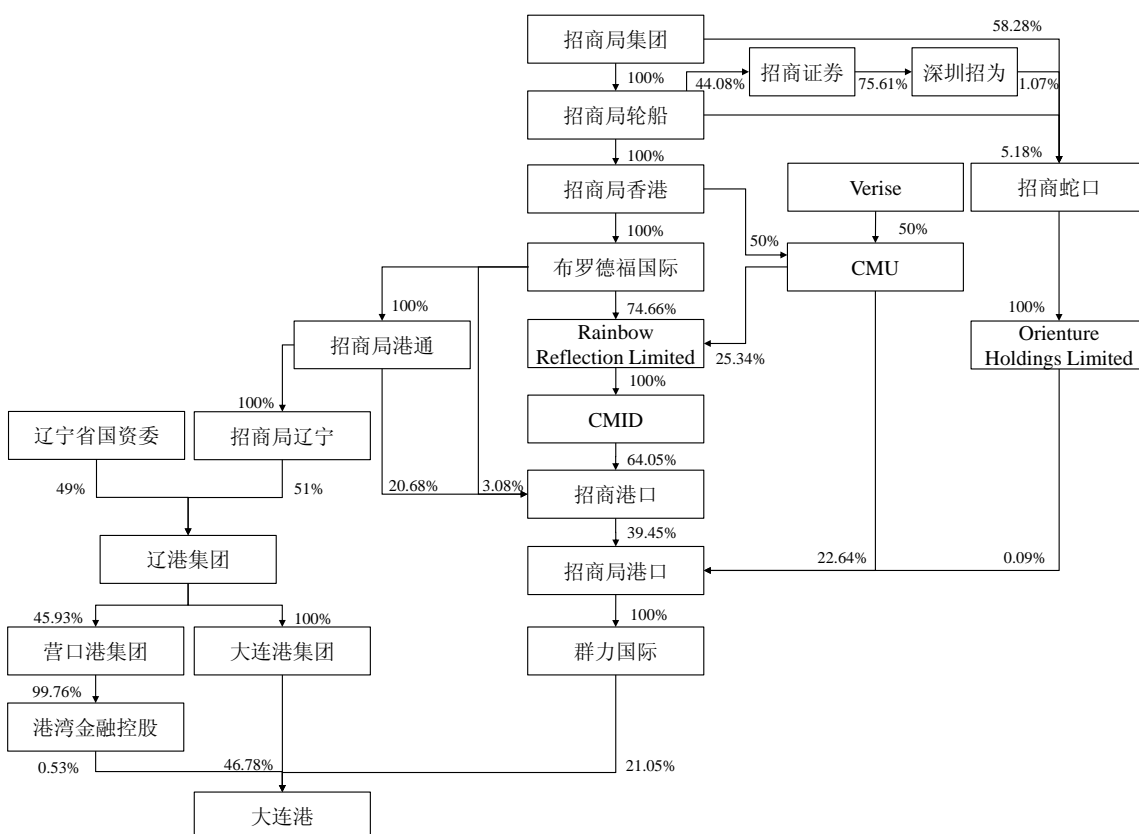 招商局集团
58.28%
100%
44.08%
招商证券
75.61%
深圳招为
1.07%
招商局轮船
100%
5.18%
招商局香港
Verise
招商蛇口
100%
50%
50%
布罗德福国际
CMU
100%
74.66%
100%
招商局港通
Rainbow
Reflection Limited
25.34%
Orienture
Holdings Limited
100%
100%
辽宁省国资委
招商局辽宁
CMID
64.05%
49%
51%
20.68%
3.08%
招商港口
39.45%
辽港集团
招商局港口
22.64%
0.09%
45.93%
100%
100%
营口港集团
大连港集团
群力国际
99.76%
港湾金融控股
0.53%
46.78%
21.05%
大连港